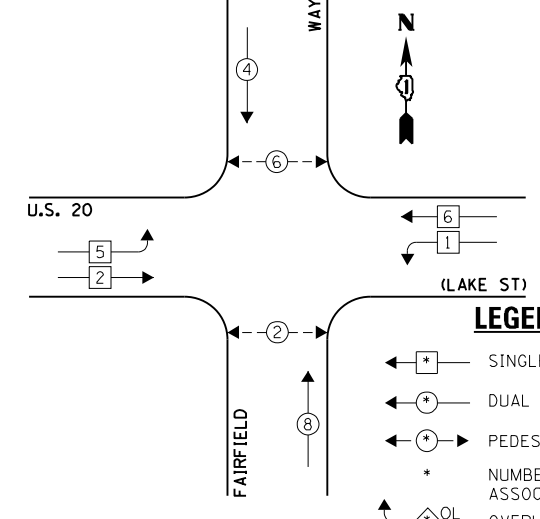 WAY
N
4
6
U.S. 20
5
2
6
1
(LAKE ST)
2
8
FAIRFIELD
LEGE
* SINGL
* DUAL
* PEDES
* NUMBE
ASSOC
* OL